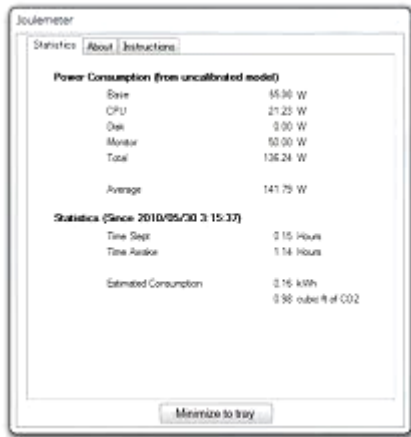 Joulemeter
Statistics About Instructions
Power Consumption (from uncalibrated model)
Base 65.00 W
CPU 21.23 W
Disk 0.00 W
Monitor 50.00 W
Total 136.24 W
Average 141.79 W
Statistics (Since 2010/05/30 3:15:37)
Time Slept 0.15 Hours
Time Awake 1.14 Hours
Estimated Consumption 0.16 kWh
0.98 cubic ft of CO2
Minimize to tray